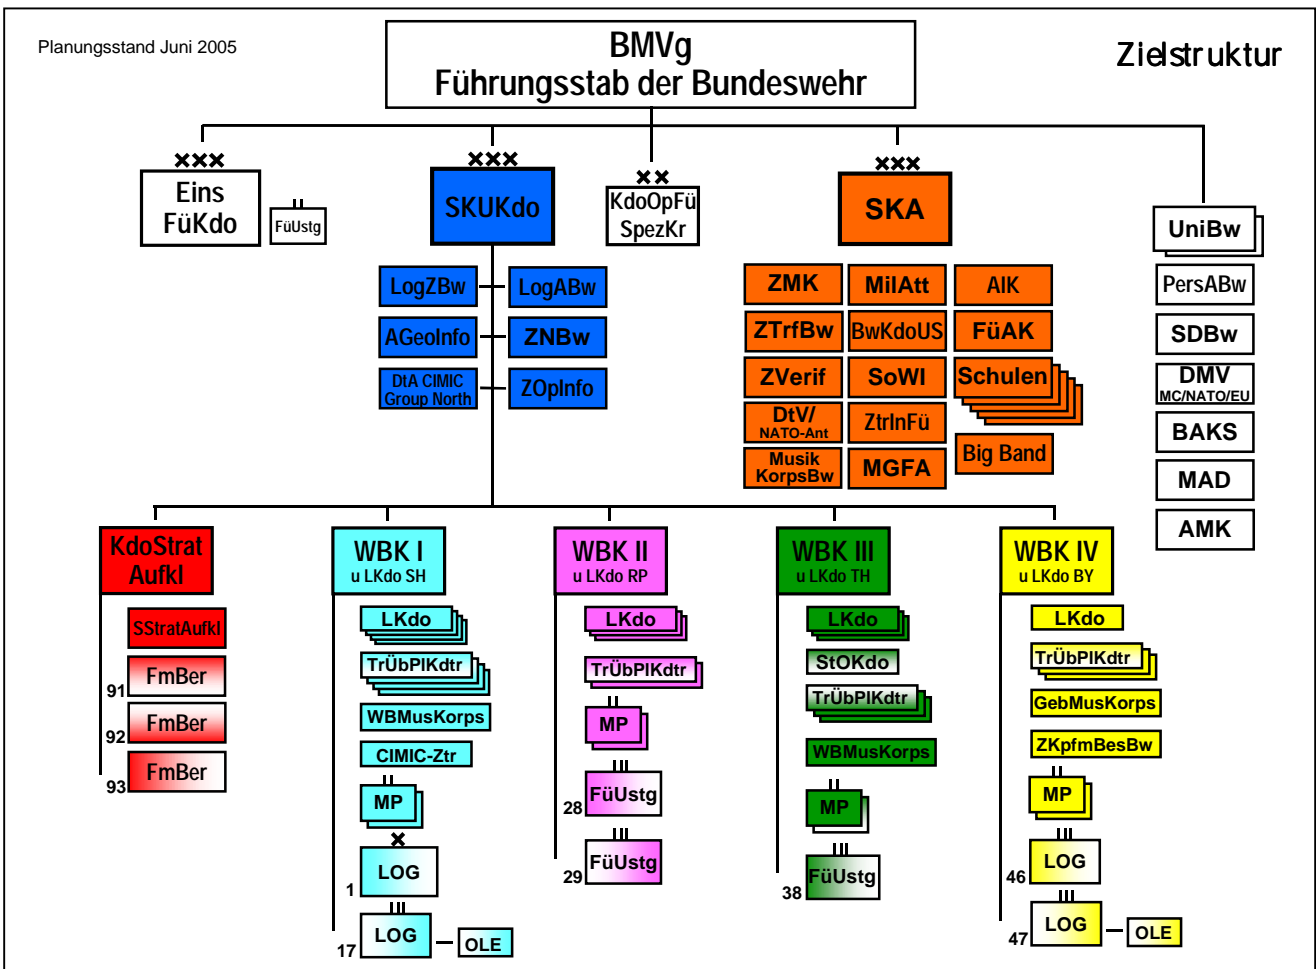 Planungsstand Juni 2005
BMVg
Führungsstab der Bundeswehr
Zielstruktur
Eins
FüKdo
FüUstg
SKUKdo
KdoOpFü
SpezKr
SKA
UniBw
PersABw
SDBw
DMV
MC/NATO/EU
BAKS
MAD
AMK
LogZBw
LogABw
AGeoInfo
ZNBw
DtA CIMIC
Group North
ZOpInfo
ZMK
MilAtt
AIK
ZTrfBw
BwKdoUS
FüAK
ZVerif
SoWI
Schulen
DtV/
NATO-Ant
ZtrInFü
Big Band
Musik
KorpsBw
MGFA
KdoStrat
Aufkl
SStratAufkl
91 FmBer
92 FmBer
93 FmBer
WBK I
u LKdo SH
LKdo
TrÜbPlKdtr
WBMusKorps
CIMIC-Ztr
MP
1 LOG
17 LOG
OLE
WBK II
u LKdo RP
LKdo
TrÜbPlKdtr
MP
28 FüUstg
29 FüUstg
WBK III
u LKdo TH
LKdo
StOKdo
TrÜbPlKdtr
WBMusKorps
MP
38 FüUstg
WBK IV
u LKdo BY
LKdo
TrÜbPlKdtr
GebMusKorps
ZKpfmBesBw
MP
46 LOG
47 LOG
OLE